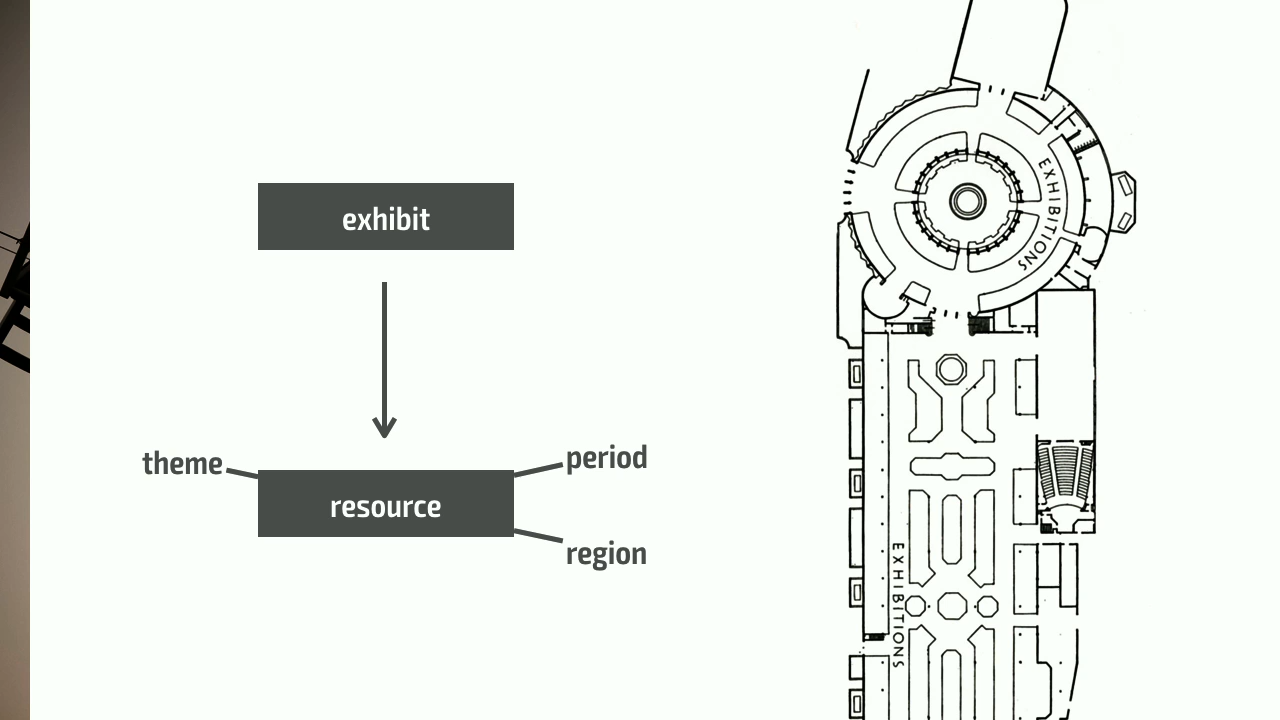 exhibit
theme
period
resource
region
EXHIBITIONS
EXHIBITIONS